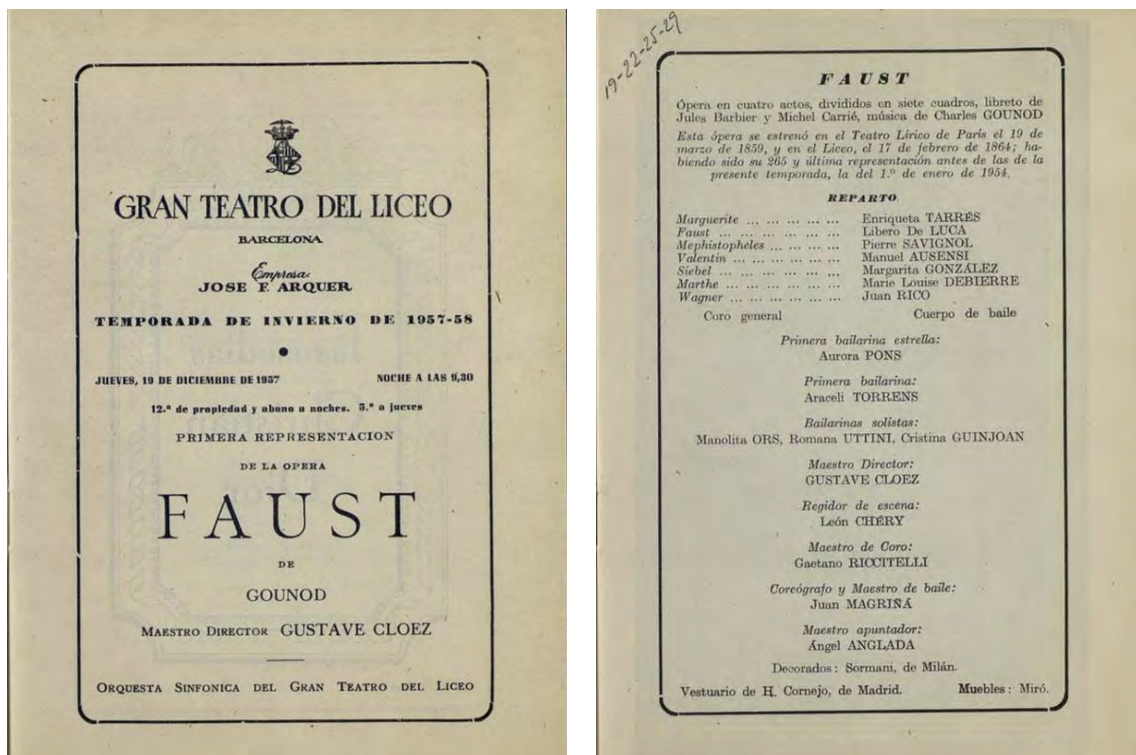 GRAN TEATRO DEL LICEO
BARCELONA
Empresa:
JOSE F. ARQUER
TEMPORADA DE INVIERNO DE 1957-58
JUEVES, 19 DE DICIEMBRE DE 1957 NOCHE A LAS 9,30
12.ª de propiedad y abono a noches. 5.ª a jueves
PRIMERA REPRESENTACION
DE LA OPERA
FAUST
DE
GOUNOD
MAESTRO DIRECTOR GUSTAVE CLOEZ
ORQUESTA SINFONICA DEL GRAN TEATRO DEL LICEO
19-22-25-29
FAUST
Ópera en cuatro actos, divididos en siete cuadros, libreto de
Jules Barbier y Michel Carrié, música de Charles GOUNOD
Esta ópera se estrenó en el Teatro Lírico de París el 19 de
marzo de 1859, y en el Liceo, el 17 de febrero de 1864; ha-
biendo sido su 265 y última representación antes de las de la
presente temporada, la del 1.º de enero de 1954.
REPARTO
Marguerite ... ... ... ... ... Enriqueta TARRÉS
Faust ... ... ... ... ... ... ... Libero De LUCA
Mephistopheles ... ... ... ... Pierre SAVIGNOL
Valentin ... ... ... ... ... ... Manuel AUSENSI
Siebel ... ... ... ... ... ... ... Margarita GONZÁLEZ
Marthe ... ... ... ... ... ... Marie Louise DEBIERRE
Wagner ... ... ... ... ... ... Juan RICO
Coro general Cuerpo de baile
Primera bailarina estrella:
Aurora PONS
Primera bailarina:
Araceli TORRENS
Bailarinas solistas:
Manolita ORS, Romana UTTINI, Cristina GUINJOAN
Maestro Director:
GUSTAVE CLOEZ
Regidor de escena:
León CHÉRY
Maestro de Coro:
Gaetano RICCITELLI
Coreógrafo y Maestro de baile:
Juan MAGRIÑÁ
Maestro apuntador:
Ángel ANGLADA
Decorados: Sormani, de Milán.
Vestuario de H. Cornejo, de Madrid. Muebles: Miró.